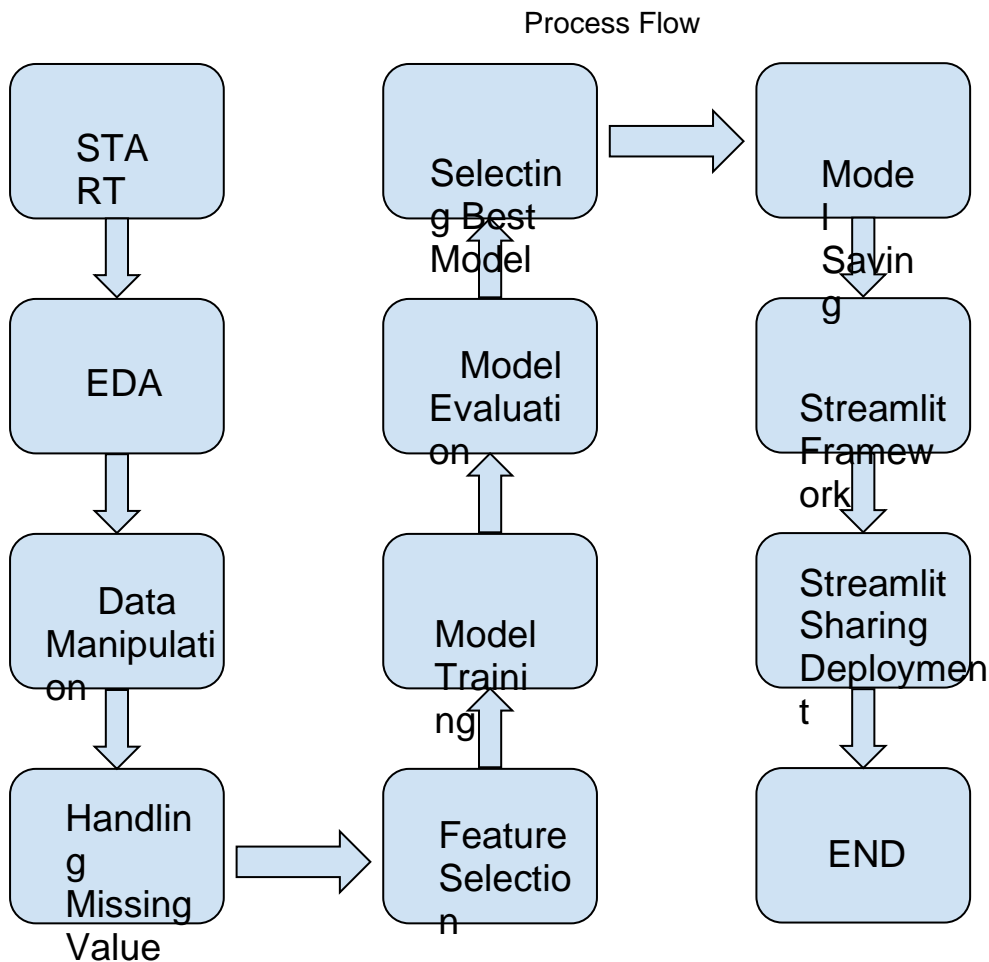 Process Flow
STA
RT
EDA
Data
Manipulati
on
Handlin
g
Missing
Value
Feature
Selectio
n
Model
Traini
ng
Model
Evaluati
on
Selectin
g Best
Model
Mode
l
Savin
g
Streamlit
Framew
ork
Streamlit
Sharing
Deploymen
t
END